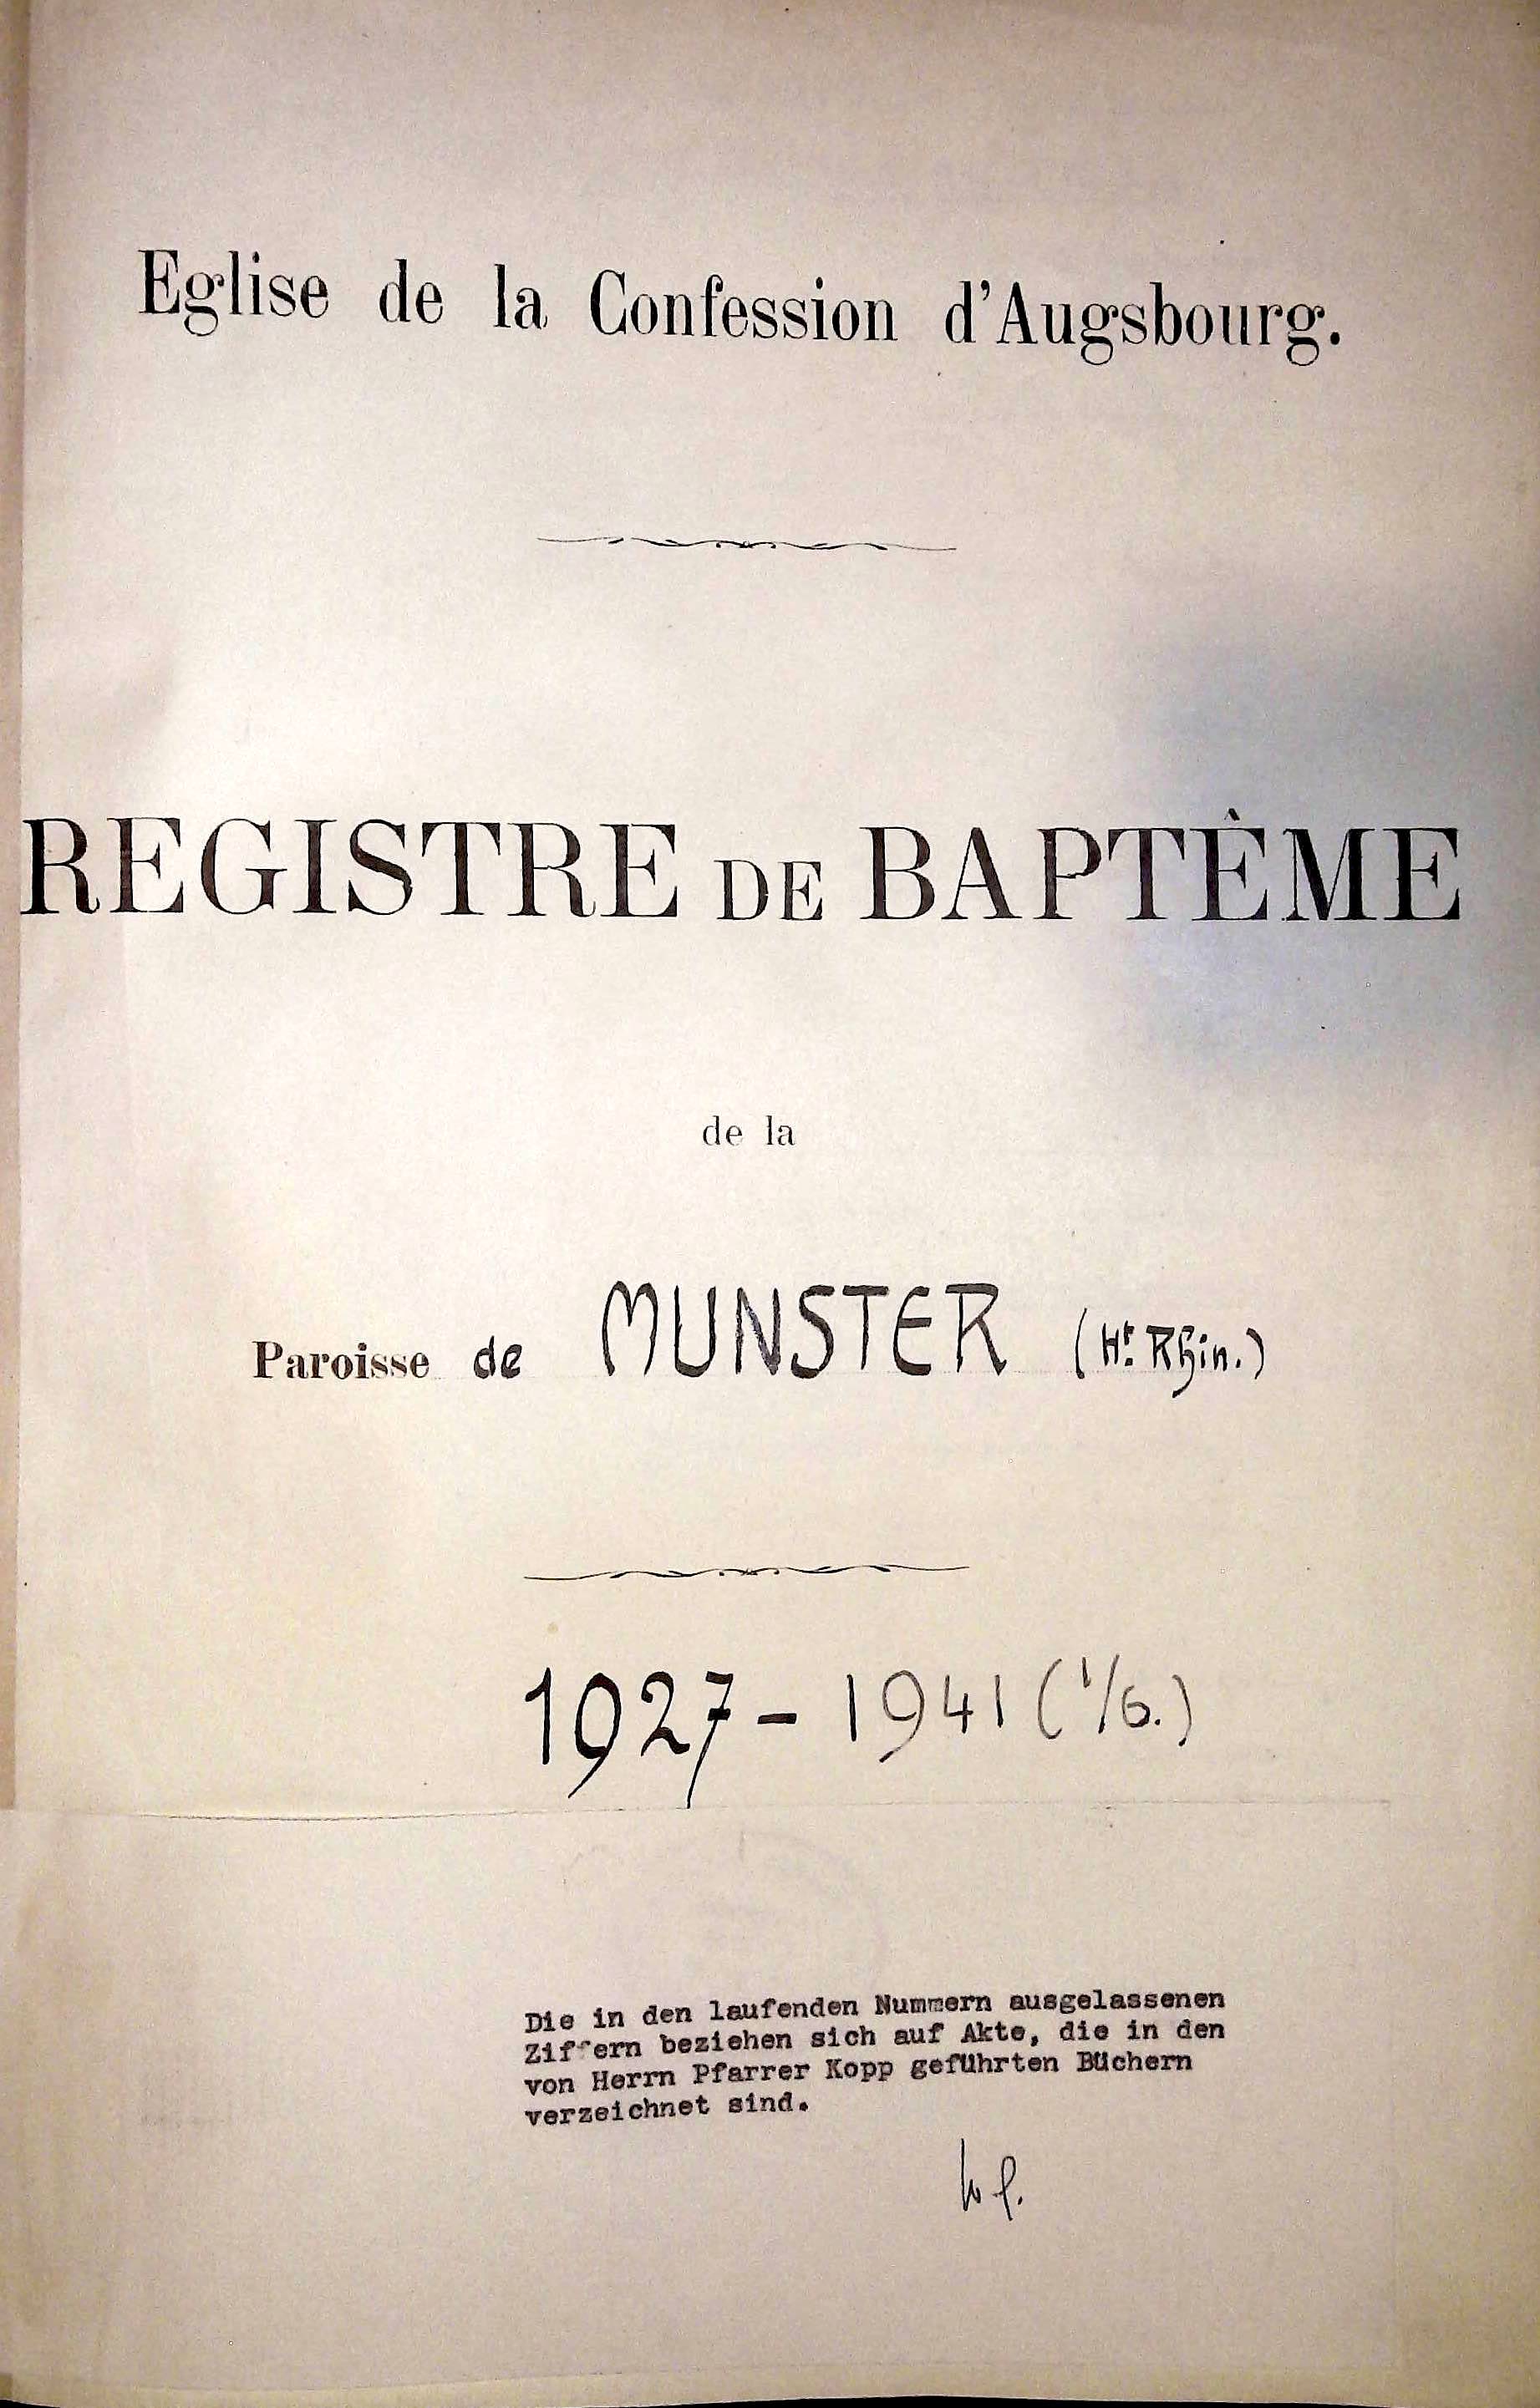 Eglise de la Confession d'Augsbourg.
REGISTRE DE BAPTÊME
de la
Paroisse de MUNSTER (Ht. Rhin.)
1927 - 1941 (1/6.)
Die in den laufenden Nummern ausgelassenen
Ziffern beziehen sich auf Akte, die in den
von Herrn Pfarrer Kopp geführten Büchern
verzeichnet sind.